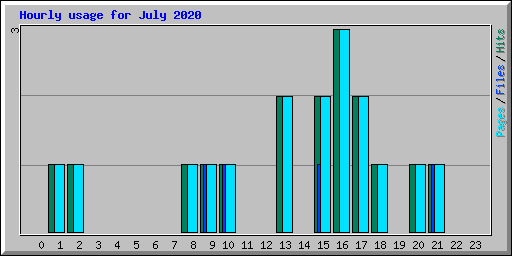 Hourly usage for July 2020
3
Pages / Files / Hits
0 1 2 3 4 5 6 7 8 9 10 11 12 13 14 15 16 17 18 19 20 21 22 23